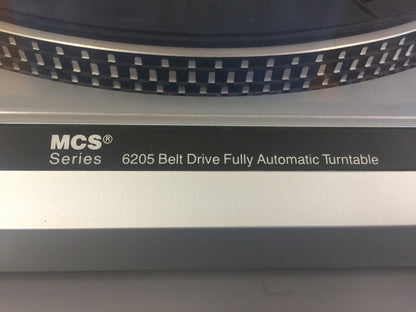 MCS®
Series 6205 Belt Drive Fully Automatic Turntable